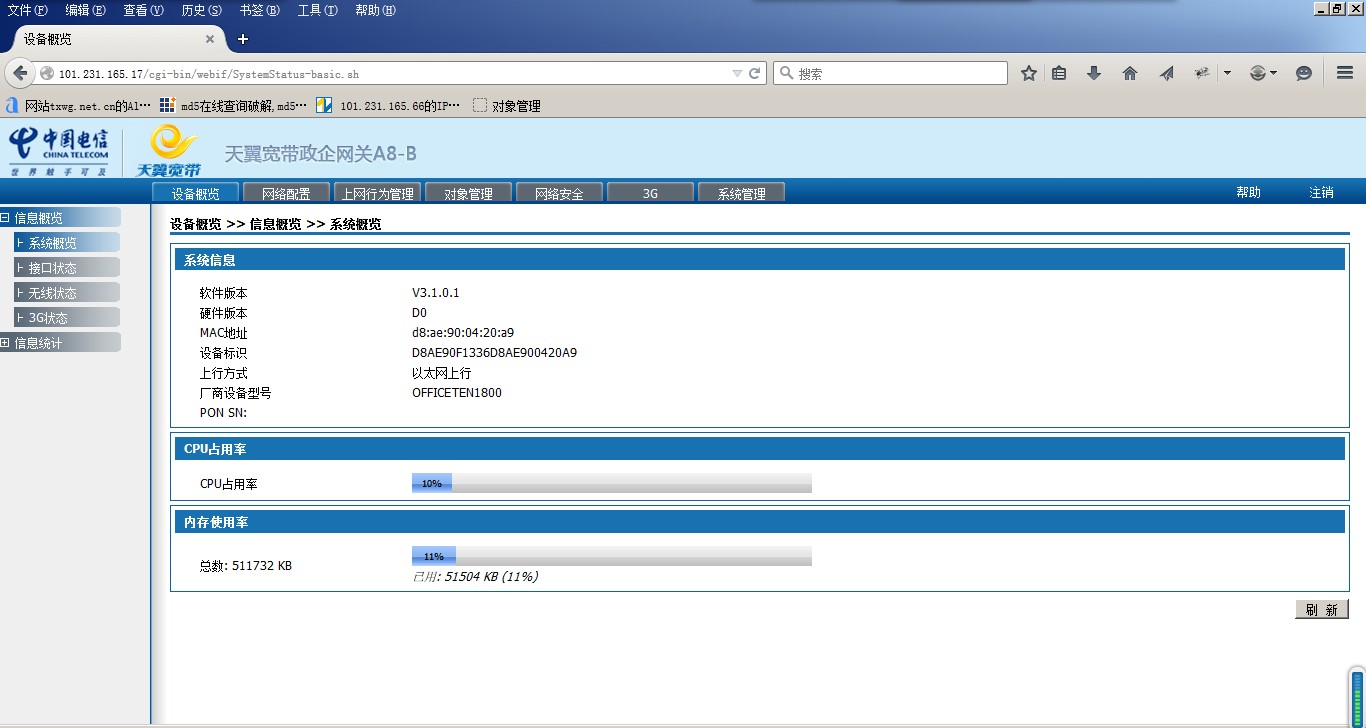 文件(F) 编辑(E) 查看(V) 历史(S) 书签(B) 工具(T) 帮助(H)
设备概览
101.231.165.17/cgi-bin/webif/SystemStatus-basic.sh 搜索
网站txwg.net.cn的Al… md5在线查询破解,md5… 101.231.165.66的IP… 对象管理
中国电信
CHINA TELECOM
世界触手可及
天翼宽带
天翼宽带政企网关A8-B
设备概览 网络配置 上网行为管理 对象管理 网络安全 3G 系统管理 帮助 注销
信息概览
系统概览
接口状态
无线状态
3G状态
信息统计
设备概览 >> 信息概览 >> 系统概览
系统信息
软件版本 V3.1.0.1
硬件版本 D0
MAC地址 d8:ae:90:04:20:a9
设备标识 D8AE90F1336D8AE900420A9
上行方式 以太网上行
厂商设备型号 OFFICETEN1800
PON SN:
CPU占用率
CPU占用率 10%
内存使用率
总数: 511732 KB 11%
已用: 51504 KB (11%)
刷 新